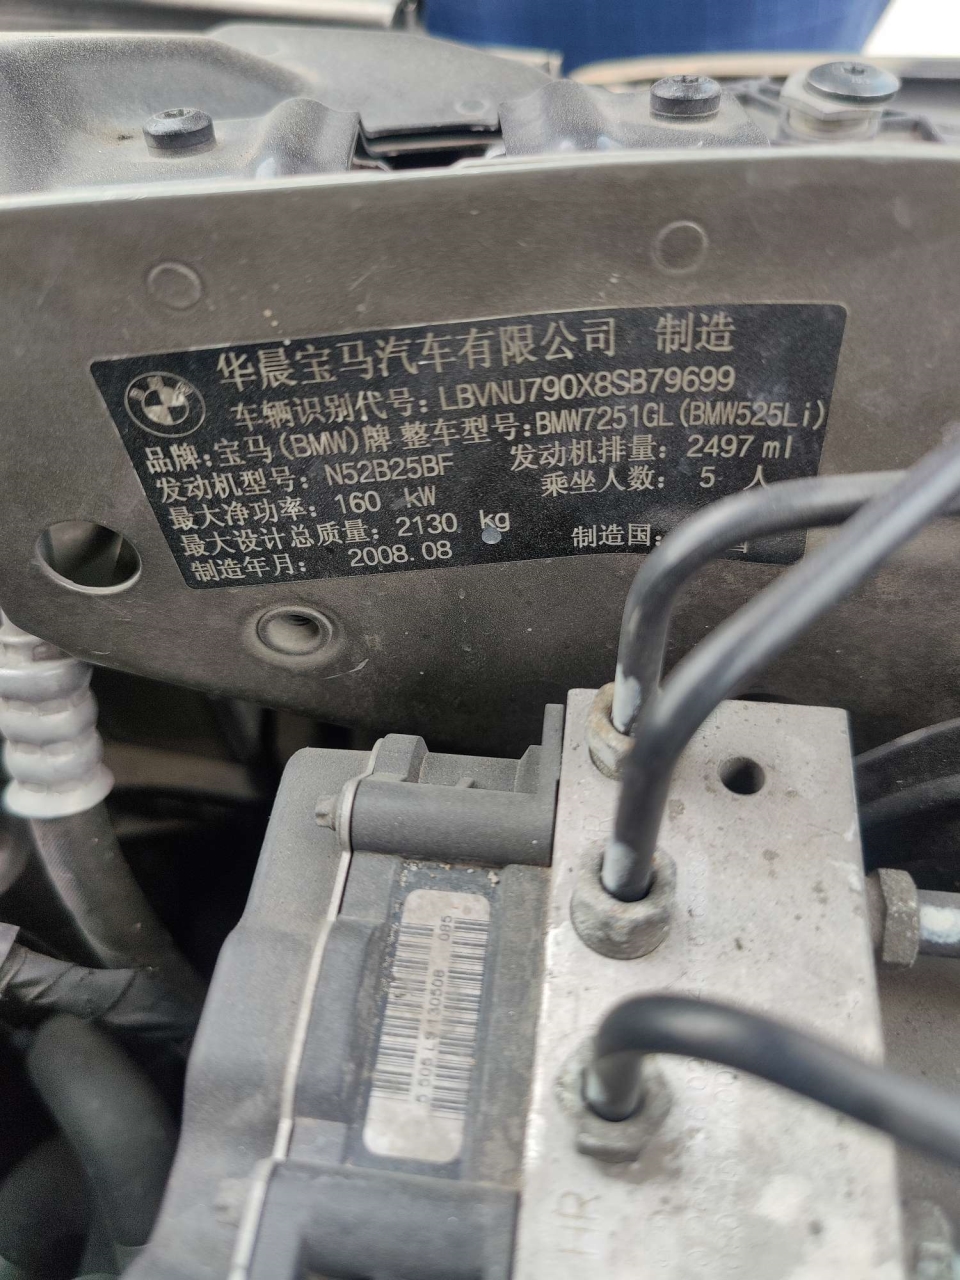 华晨宝马汽车有限公司 制造
车辆识别代号: LBVNU790X8SB79699
品牌: 宝马(BMW)牌 整车型号: BMW7251GL(BMW525Li)
发动机型号: N52B25BF 发动机排量: 2497 ml
最大净功率: 160 kW 乘坐人数: 5 人
最大设计总质量: 2130 kg
制造年月: 2008.08 制造国:
HR